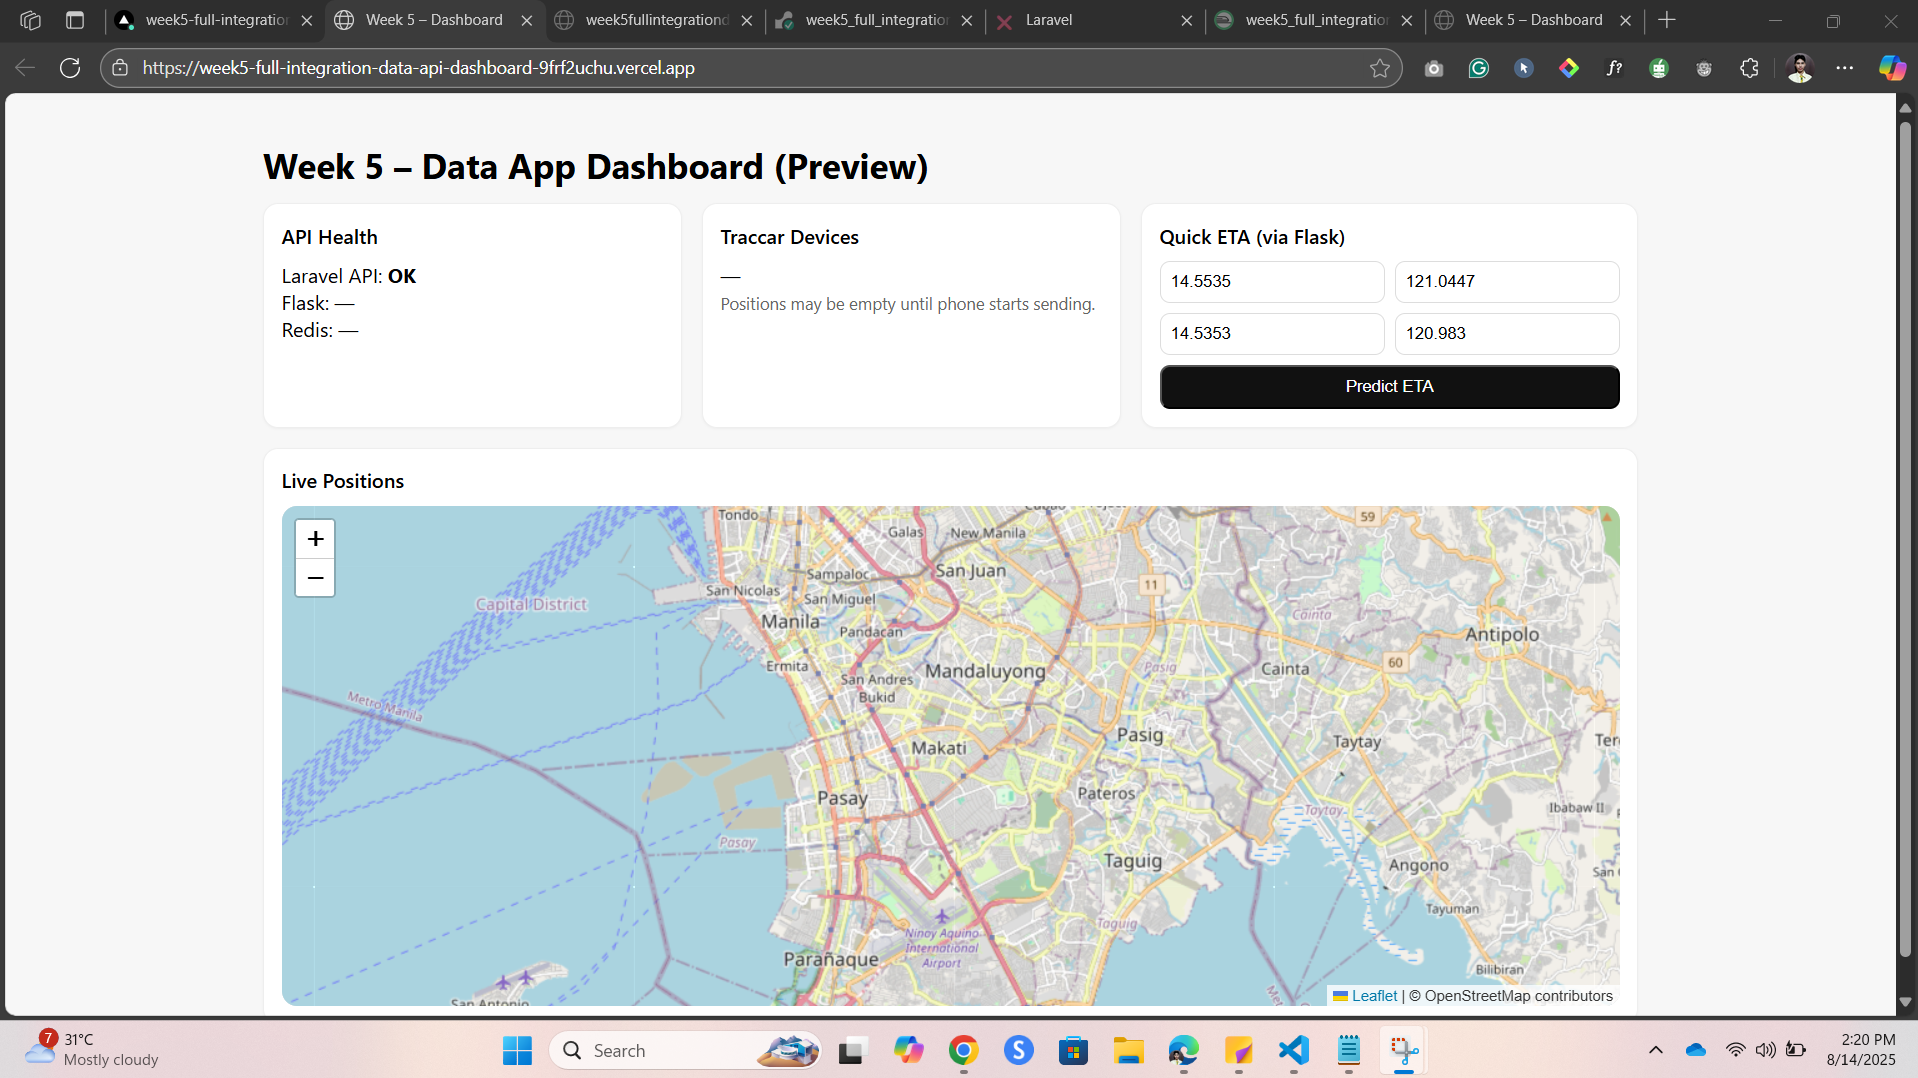 week5-full-integration
Week 5 – Dashboard
week5fullintegrationd
week5_full_integration
Laravel
week5_full_integration
Week 5 – Dashboard
https://week5-full-integration-data-api-dashboard-9frf2uchu.vercel.app
f?
Week 5 – Data App Dashboard (Preview)
API Health
Laravel API: OK
Flask: —
Redis: —
Traccar Devices
—
Positions may be empty until phone starts sending.
Quick ETA (via Flask)
14.5535
121.0447
14.5353
120.983
Predict ETA
Live Positions
+
−
Tondo
Galas
New Manila
59
Sampaloc
San Juan
11
San Nicolas
San Miguel
Capital District
Manila
Pandacan
Cainta
Antipolo
Ermita
Mandaluyong
Pasig
Cainta
60
San Andres
Bukid
Metro Manila
Makati
Pasig
Taytay
Ter
Pasay
Pateros
Taytay
Ibabaw II
Pasay
Taguig
Angono
San
Tayuman
Taguig
Ninoy Aquino
International
Airport
Parañaque
Bilibiran
San Antonio
Leaflet | © OpenStreetMap contributors
7
31°C
Mostly cloudy
Search
S
2:20 PM
8/14/2025